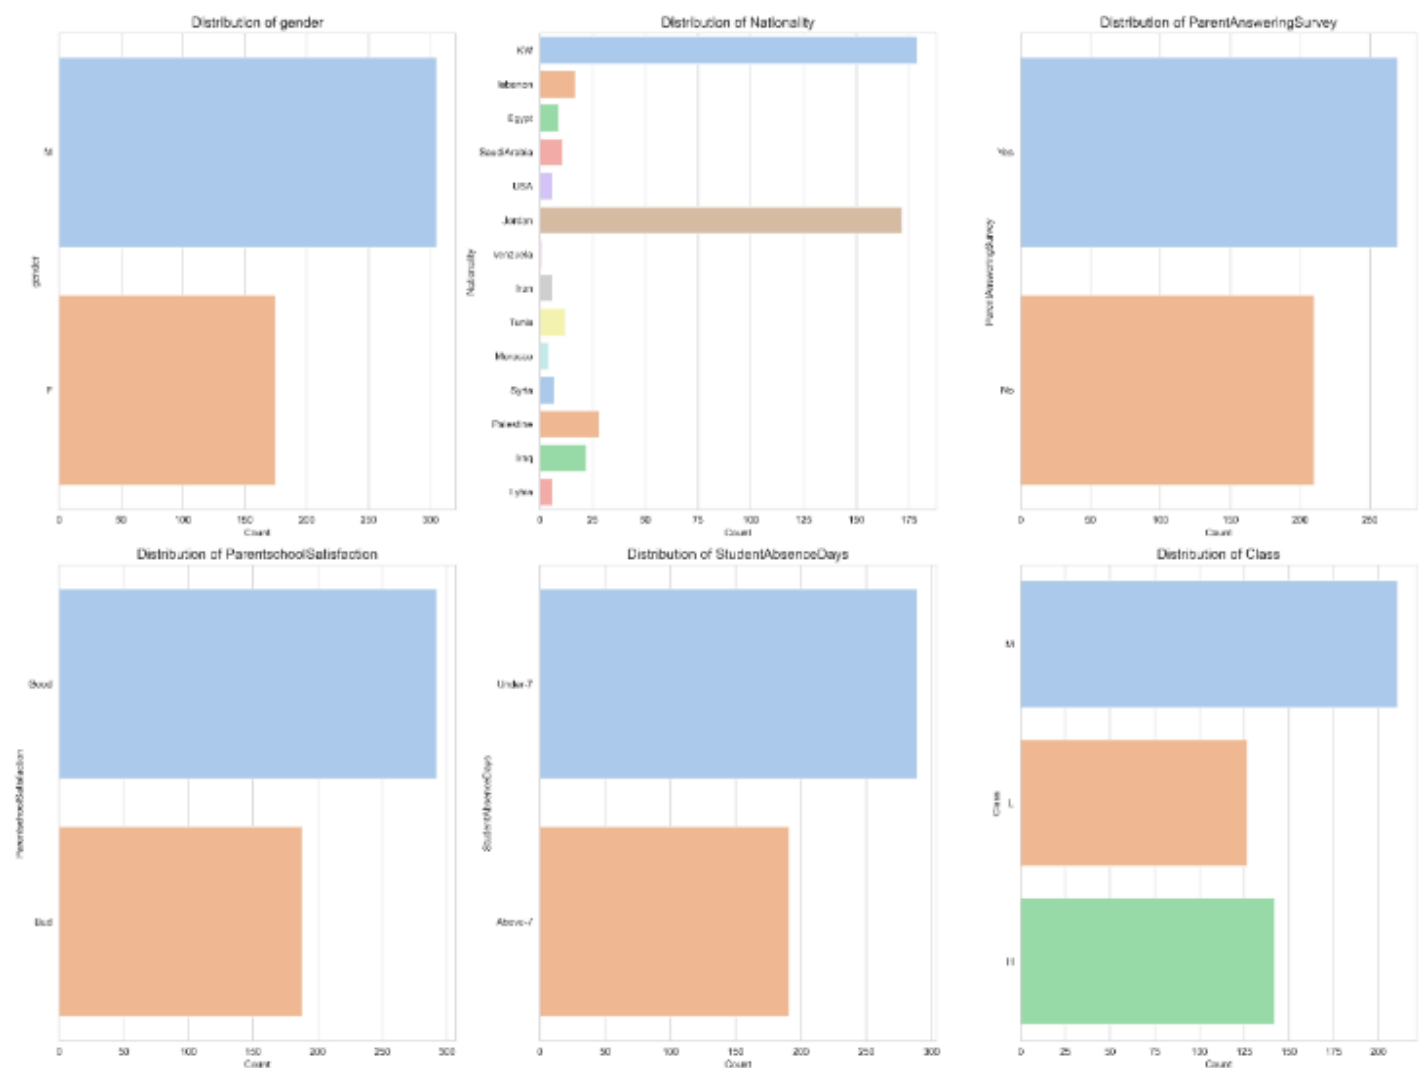 Distribution of gender
M
F
gender
0 50 100 150 200 250 300
Count
Distribution of Nationality
KW
lebanon
Egypt
SaudiArabia
USA
Jordan
venzuela
Iran
Tunis
Morocco
Syria
Palestine
Iraq
Lybia
Nationality
0 25 50 75 100 125 150 175
Count
Distribution of ParentAnsweringSurvey
Yes
No
ParentAnsweringSurvey
0 50 100 150 200 250
Count
Distribution of ParentschoolSatisfaction
Good
Bad
ParentschoolSatisfaction
0 50 100 150 200 250 300
Count
Distribution of StudentAbsenceDays
Under-7
Above-7
StudentAbsenceDays
0 50 100 150 200 250 300
Count
Distribution of Class
M
L
H
Class
0 25 50 75 100 125 150 175 200
Count